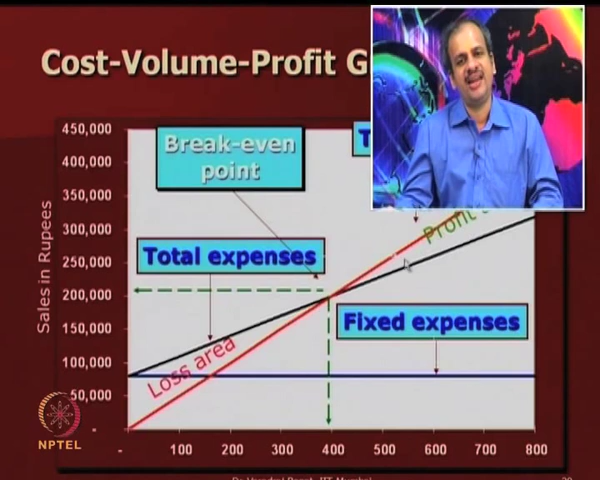 Cost-Volume-Profit G
450,000
400,000
350,000
300,000
250,000
200,000
150,000
100,000
50,000
-
Sales in Rupees
Break-even
point
T
Total expenses
Profit
Fixed expenses
Loss area
- 100 200 300 400 500 600 700 800
NPTEL